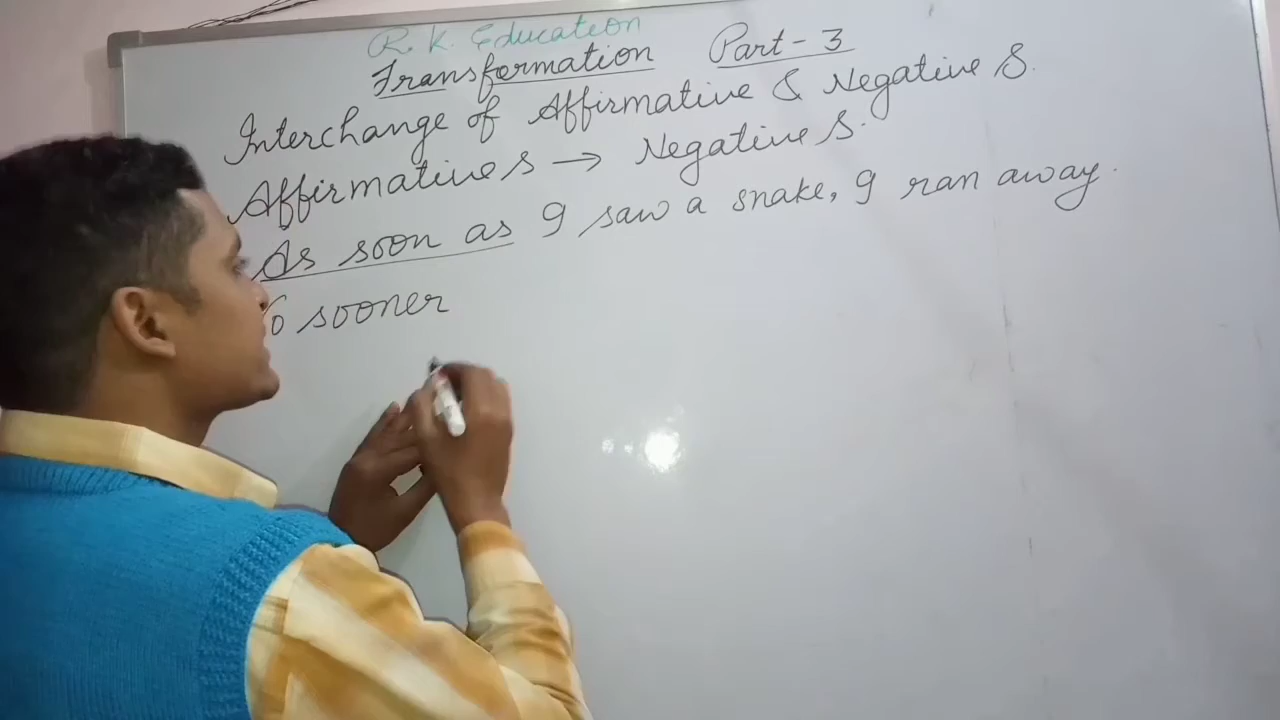 R. K. Education
Transformation Part-3
Interchange of Affirmative & Negative S.
Affirmative S → Negative S.
As soon as I saw a snake, I ran away.
sooner